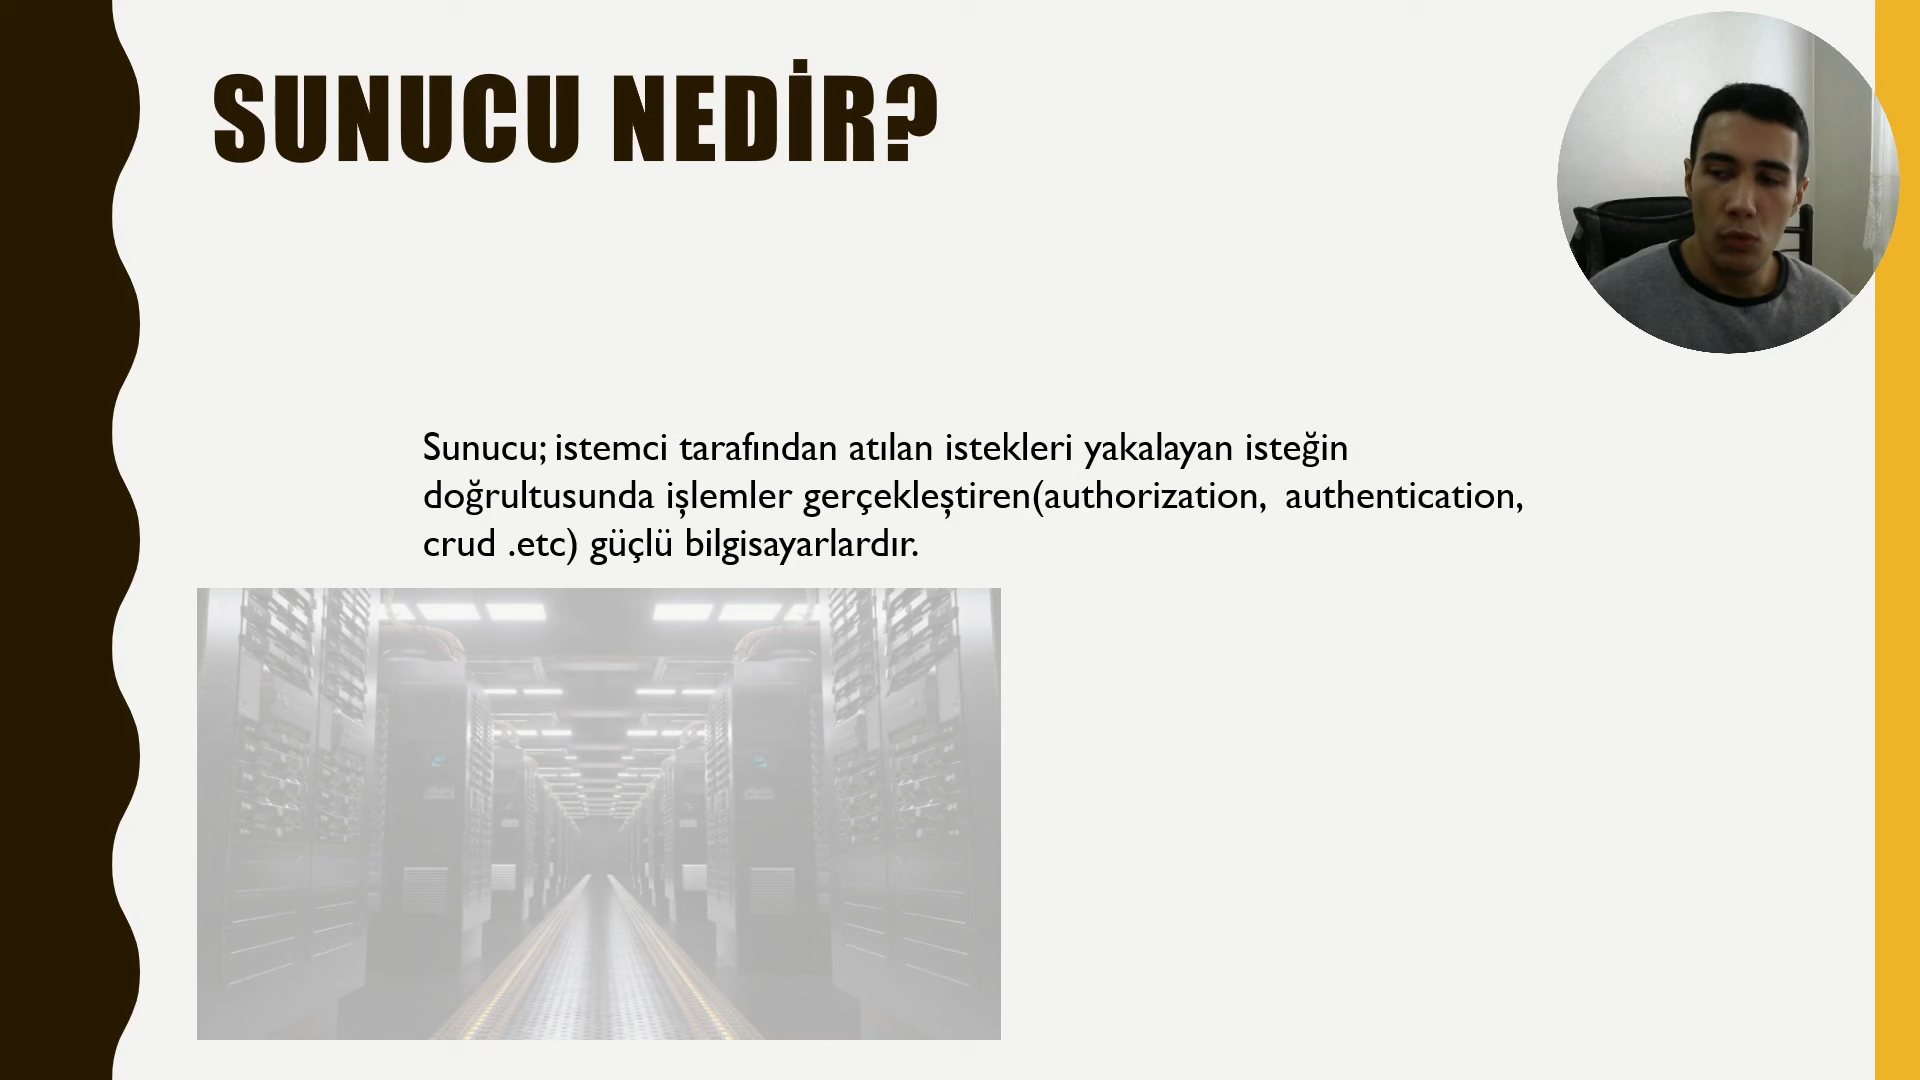 SUNUCU NEDİR?
Sunucu; istemci tarafından atılan istekleri yakalayan isteğin
doğrultusunda işlemler gerçekleştiren(authorization,  authentication,
crud .etc) güçlü bilgisayarlardır.